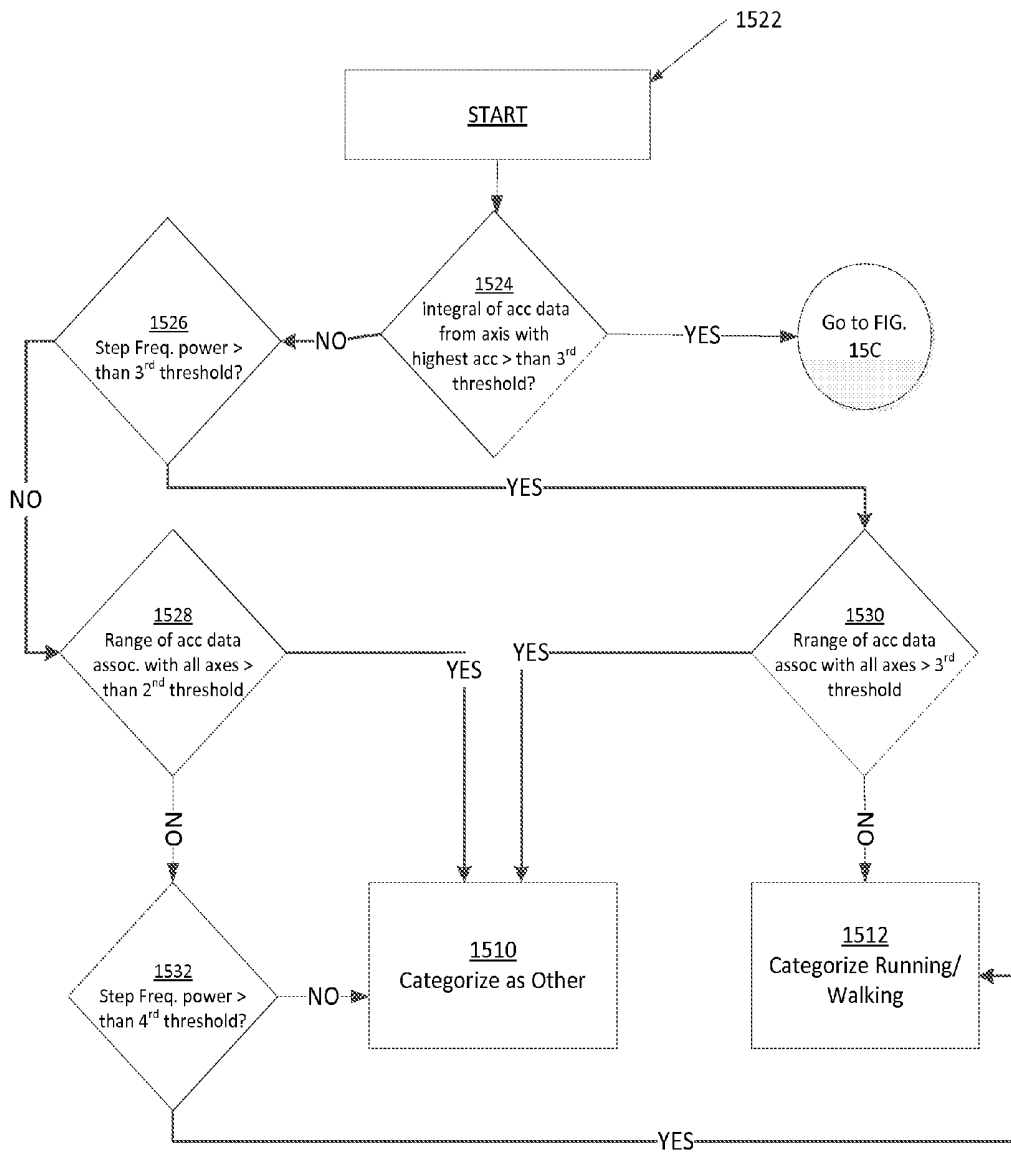 1522
START
1524
integral of acc data
from axis with
highest acc > than 3rd
threshold?
1526
Step Freq. power >
than 3rd threshold?
NO
YES
Go to FIG.
15C
YES
NO
1528
Range of acc data
assoc. with all axes >
than 2nd threshold
YES
YES
1530
Rrange of acc data
assoc with all axes > 3rd
threshold
NO
NO
1532
Step Freq. power >
than 4rd threshold?
NO
1510
Categorize as Other
1512
Categorize Running/
Walking
YES